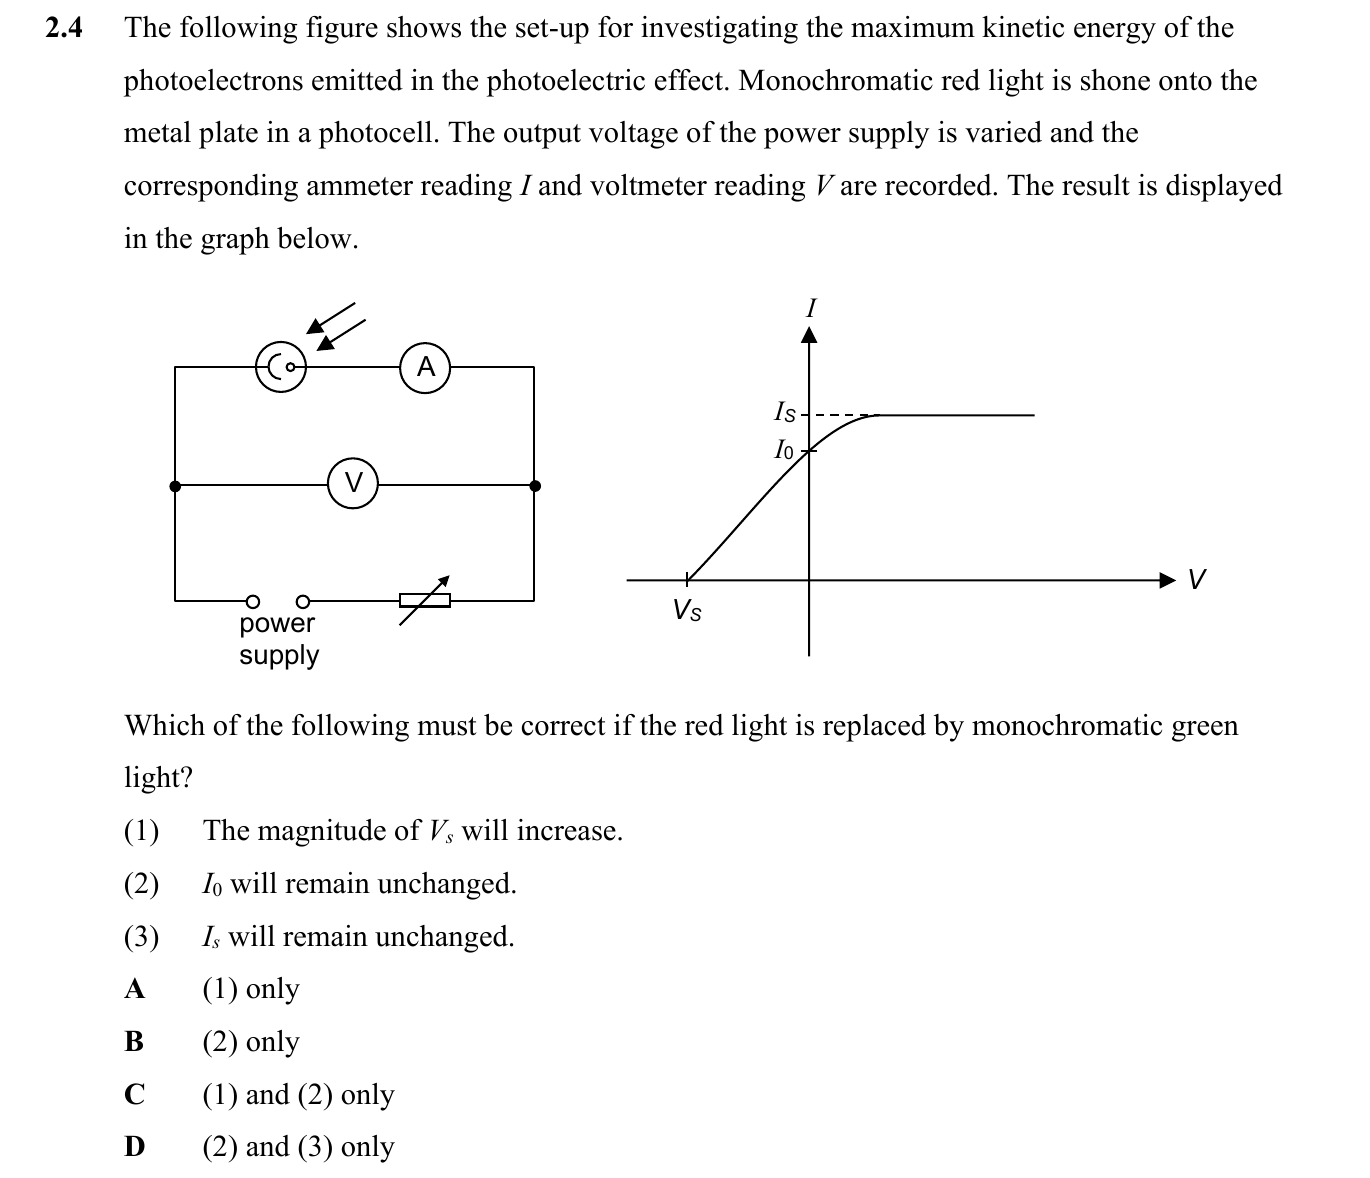 2.4 The following figure shows the set-up for investigating the maximum kinetic energy of the
photoelectrons emitted in the photoelectric effect. Monochromatic red light is shone onto the
metal plate in a photocell. The output voltage of the power supply is varied and the
corresponding ammeter reading I and voltmeter reading V are recorded. The result is displayed
in the graph below.
A
V
power
supply
I
IS
I0
VS
V
Which of the following must be correct if the red light is replaced by monochromatic green
light?
(1) The magnitude of Vs will increase.
(2) I0 will remain unchanged.
(3) Is will remain unchanged.
A (1) only
B (2) only
C (1) and (2) only
D (2) and (3) only